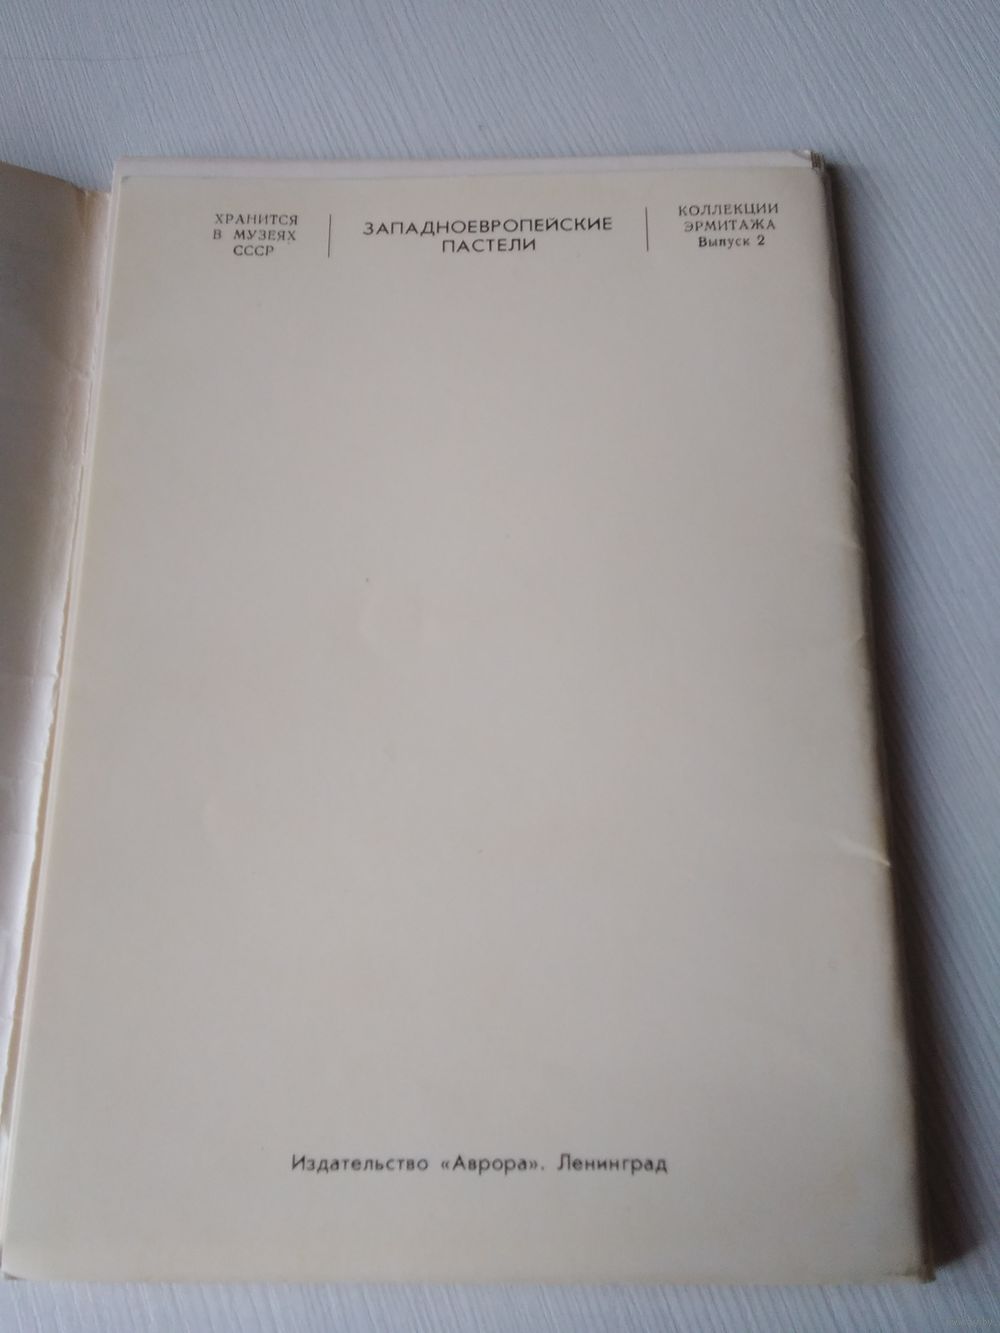 ХРАНИТСЯ
В МУЗЕЯХ
СССР
ЗАПАДНОЕВРОПЕЙСКИЕ
ПАСТЕЛИ
КОЛЛЕКЦИИ
ЭРМИТАЖА
Выпуск 2
Издательство «Аврора». Ленинград